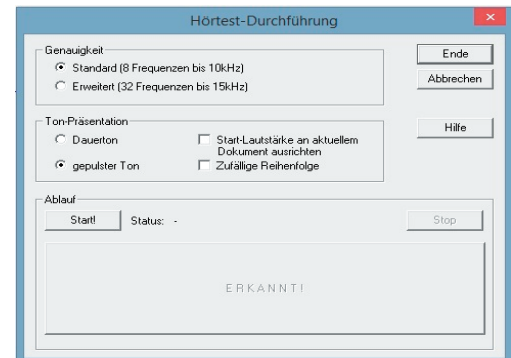 Hörtest-Durchführung
Genauigkeit
Standard (8 Frequenzen bis 10kHz)
Erweitert (32 Frequenzen bis 15kHz)
Ende
Abbrechen
Hilfe
Ton-Präsentation
Dauerton
gepulster Ton
Start-Lautstärke an aktuellem
Dokument ausrichten
Zufällige Reihenfolge
Ablauf
Start! Status: - Stop
ERKANNT!